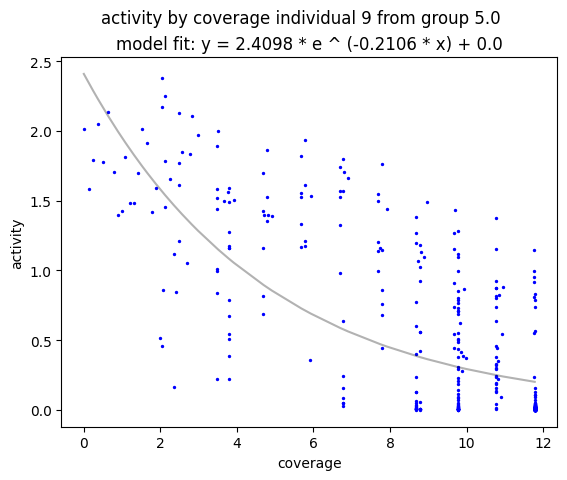 activity by coverage individual 9 from group 5.0
model fit: y = 2.4098 * e ^ (-0.2106 * x) + 0.0
2.5
2.0
1.5
1.0
0.5
0.0
activity
0 2 4 6 8 10 12
coverage